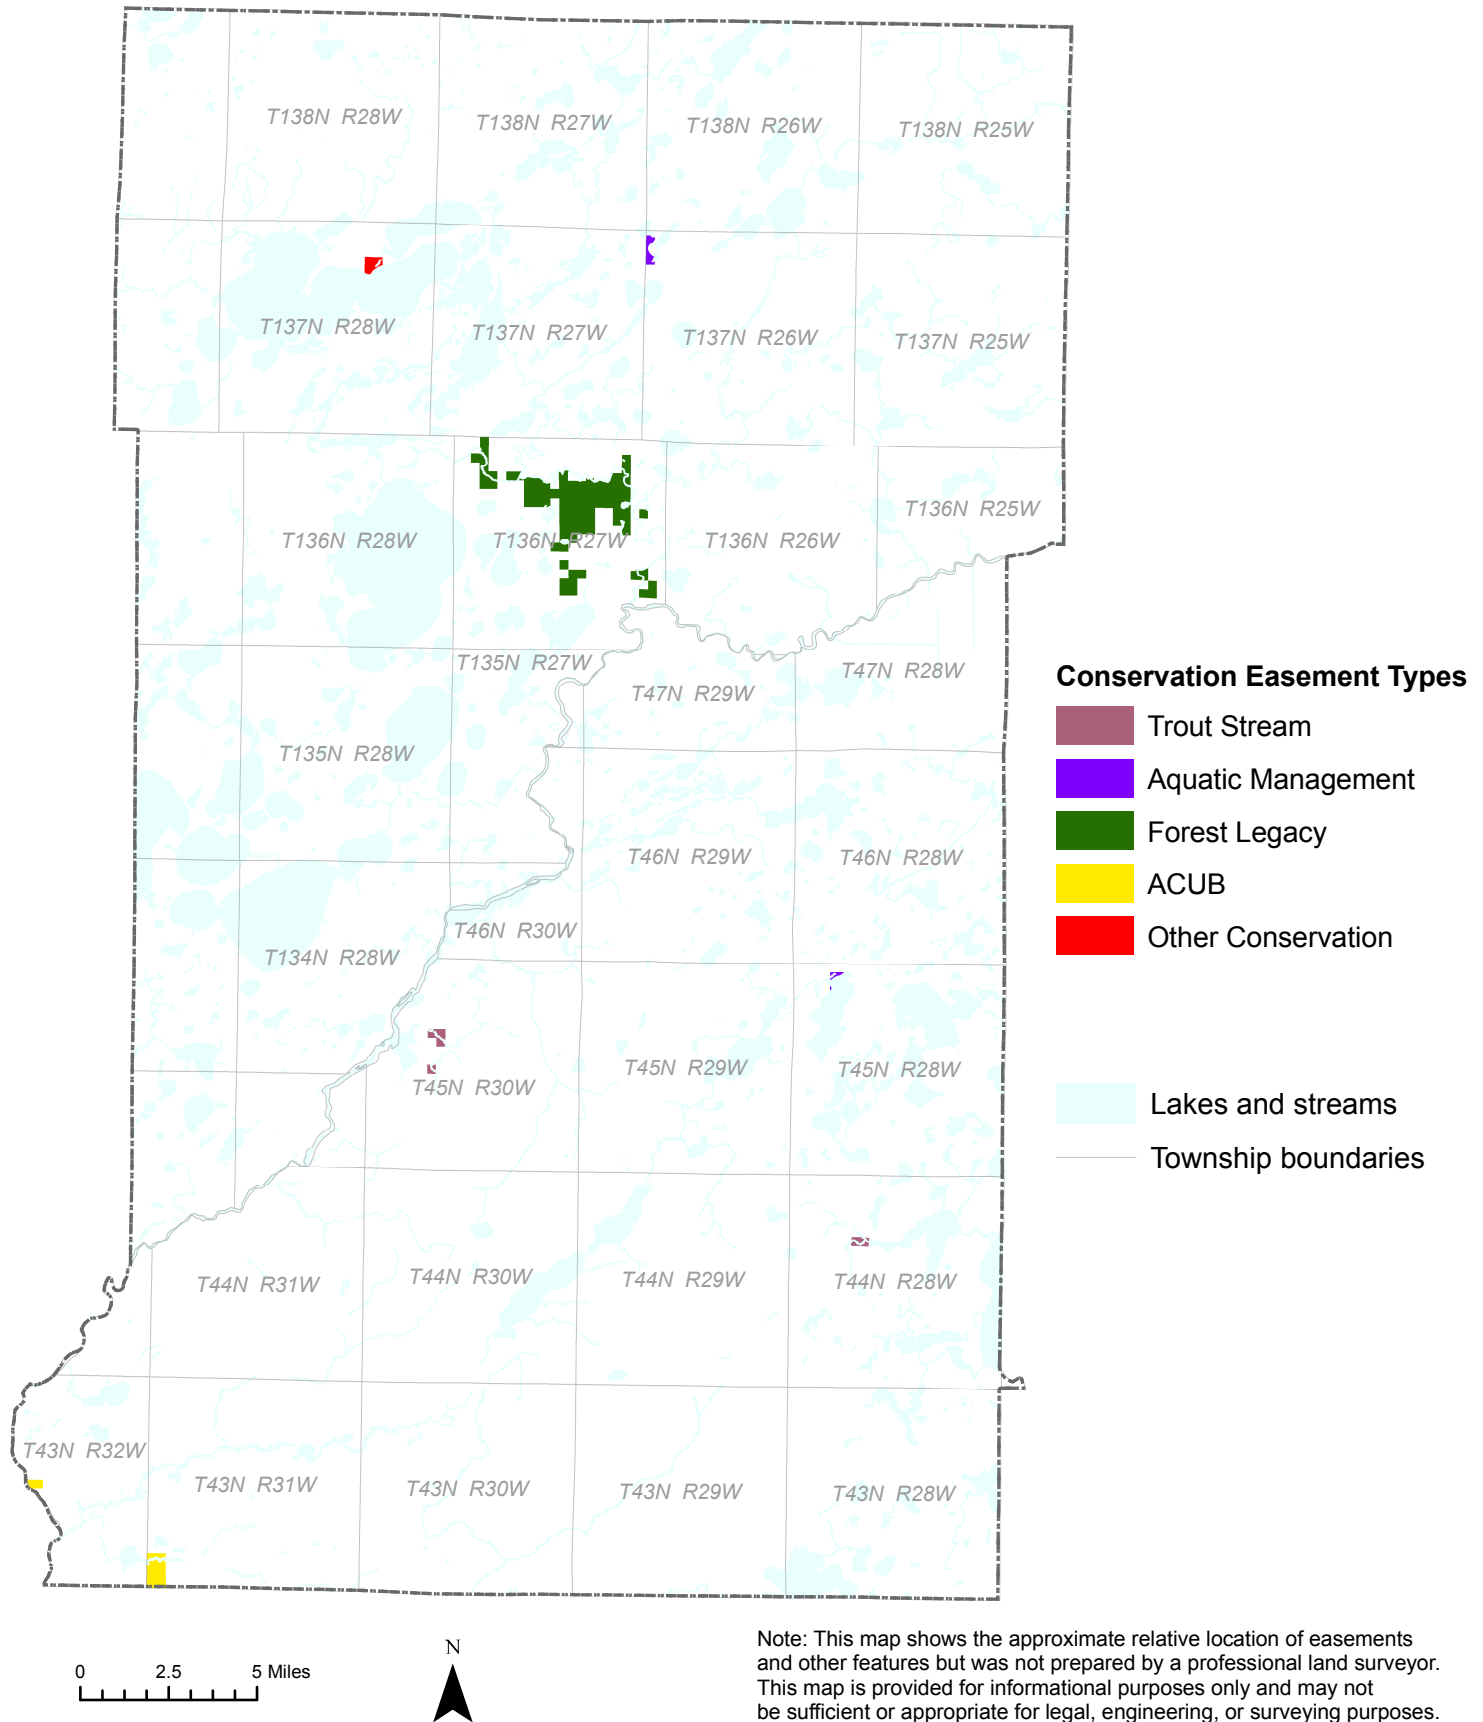 T138N R28W
T138N R27W
T138N R26W
T138N R25W
T137N R28W
T137N R27W
T137N R26W
T137N R25W
T136N R28W
T136N R27W
T136N R26W
T136N R25W
T135N R27W
T47N R29W
T47N R28W
T135N R28W
T46N R29W
T46N R28W
T46N R30W
T134N R28W
T45N R30W
T45N R29W
T45N R28W
T44N R31W
T44N R30W
T44N R29W
T44N R28W
T43N R32W
T43N R31W
T43N R30W
T43N R29W
T43N R28W
Conservation Easement Types
Trout Stream
Aquatic Management
Forest Legacy
ACUB
Other Conservation
Lakes and streams
Township boundaries
0 2.5 5 Miles
N
Note: This map shows the approximate relative location of easements
and other features but was not prepared by a professional land surveyor.
This map is provided for informational purposes only and may not
be sufficient or appropriate for legal, engineering, or surveying purposes.